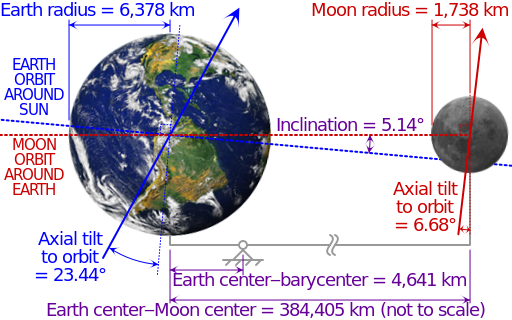 Earth radius = 6,378 km
Moon radius = 1,738 km
EARTH
ORBIT
AROUND
SUN
Inclination = 5.14°
MOON
ORBIT
AROUND
EARTH
Axial tilt
to orbit
= 6.68°
Axial tilt
to orbit
= 23.44°
Earth center–barycenter = 4,641 km
Earth center–Moon center = 384,405 km (not to scale)